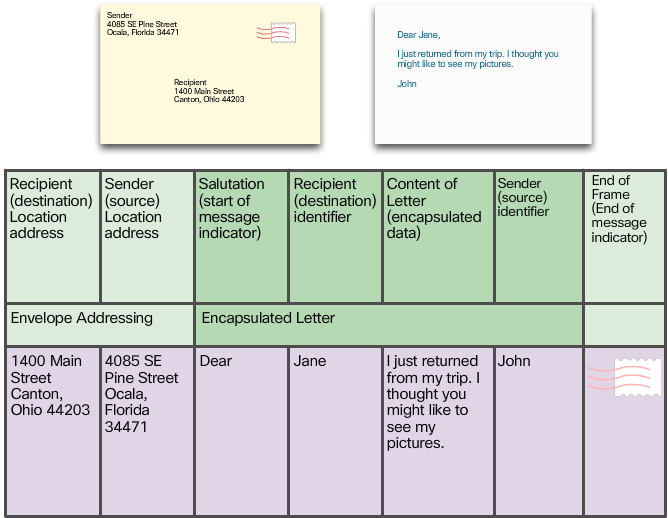 Sender
4085 SE Pine Street
Ocala, Florida 34471
Recipient
1400 Main Street
Canton, Ohio 44203
Dear Jane,
I just returned from my trip. I thought you
might like to see my pictures.
John
Recipient
(destination)
Location
address
Sender
(source)
Location
address
Salutation
(start of
message
indicator)
Recipient
(destination)
identifier
Content of
Letter
(encapsulated
data)
Sender
(source)
identifier
End of
Frame
(End of
message
indicator)
Envelope Addressing
Encapsulated Letter
1400 Main
Street
Canton,
Ohio 44203
4085 SE
Pine Street
Ocala,
Florida
34471
Dear
Jane
I just returned
from my trip. I
thought you
might like to
see my
pictures.
John